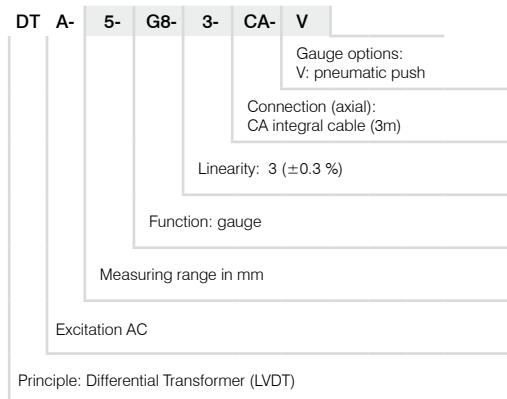 DT A- 5- G8- 3- CA- V
Gauge options:
V: pneumatic push
Connection (axial):
CA integral cable (3m)
Linearity: 3 (±0.3 %)
Function: gauge
Measuring range in mm
Excitation AC
Principle: Differential Transformer (LVDT)